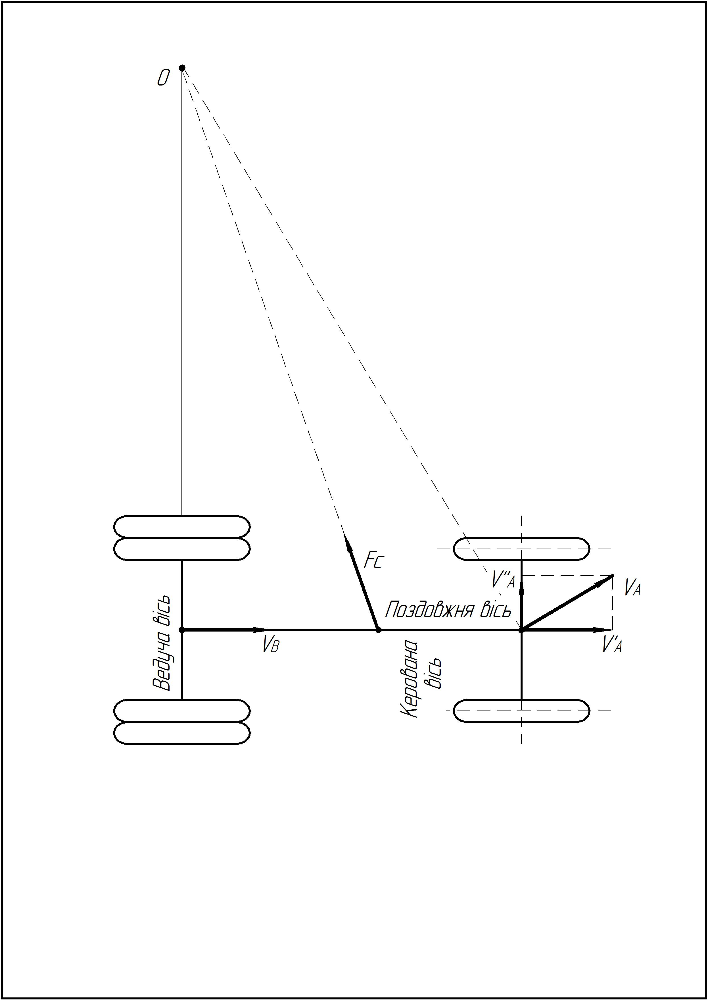 O
Fc
V"A
VA
Поздовжня вісь
Ведуча вісь
VB
V'A
Керована
вісь